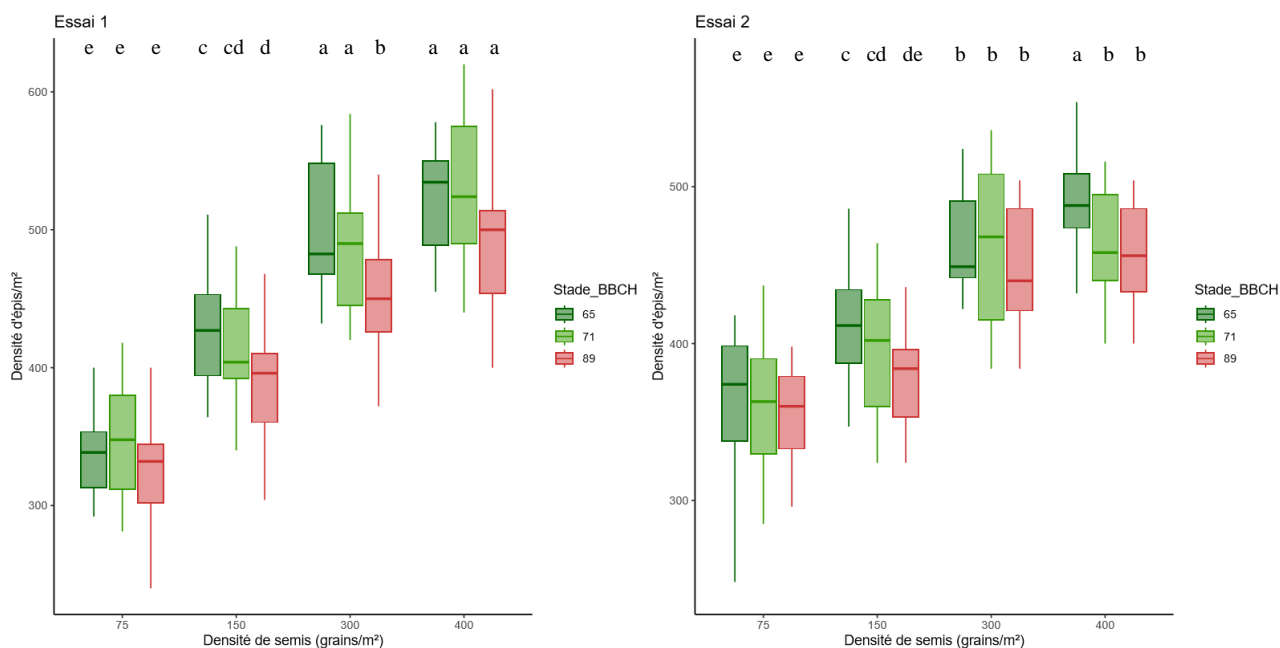 Essai 1
e e e c cd d a a b a a a
600
500
400
300
Densité d'épis/m²
75 150 300 400
Densité de semis (grains/m²)
Stade_BBCH
65
71
89
Essai 2
e e e c cd de b b b a b b
500
400
300
Densité d'épis/m²
75 150 300 400
Densité de semis (grains/m²)
Stade_BBCH
65
71
89